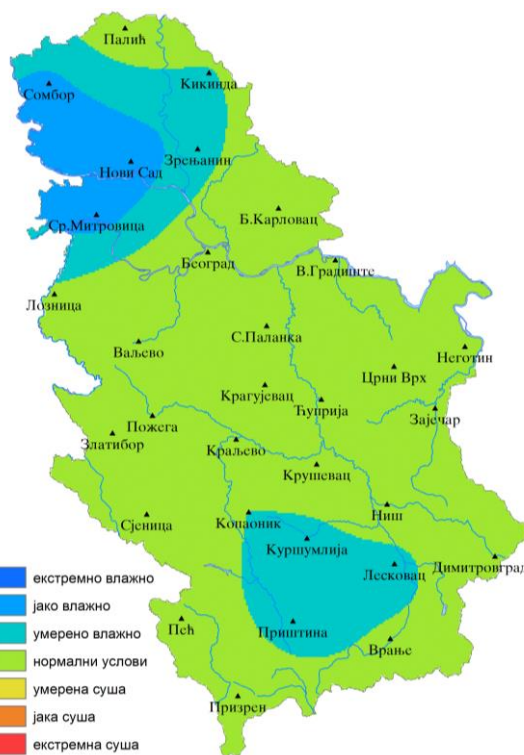 Палић
Сомбор
Кикинда
Зрењанин
Нови Сад
Ср.Митровица
Б.Карловац
Београд
В.Градиште
Лозница
С.Паланка
Ваљево
Неготин
Црни Врх
Крагујевац
Ћуприја
Зајечар
Пожега
Златибор
Краљево
Крушевац
Ниш
Сјеница
Копаоник
Куршумлија
Лесковац
Димитровград
Пећ
Приштина
Врање
Призрен
екстремно влажно
јако влажно
умерено влажно
нормални услови
умерена суша
јака суша
екстремна суша